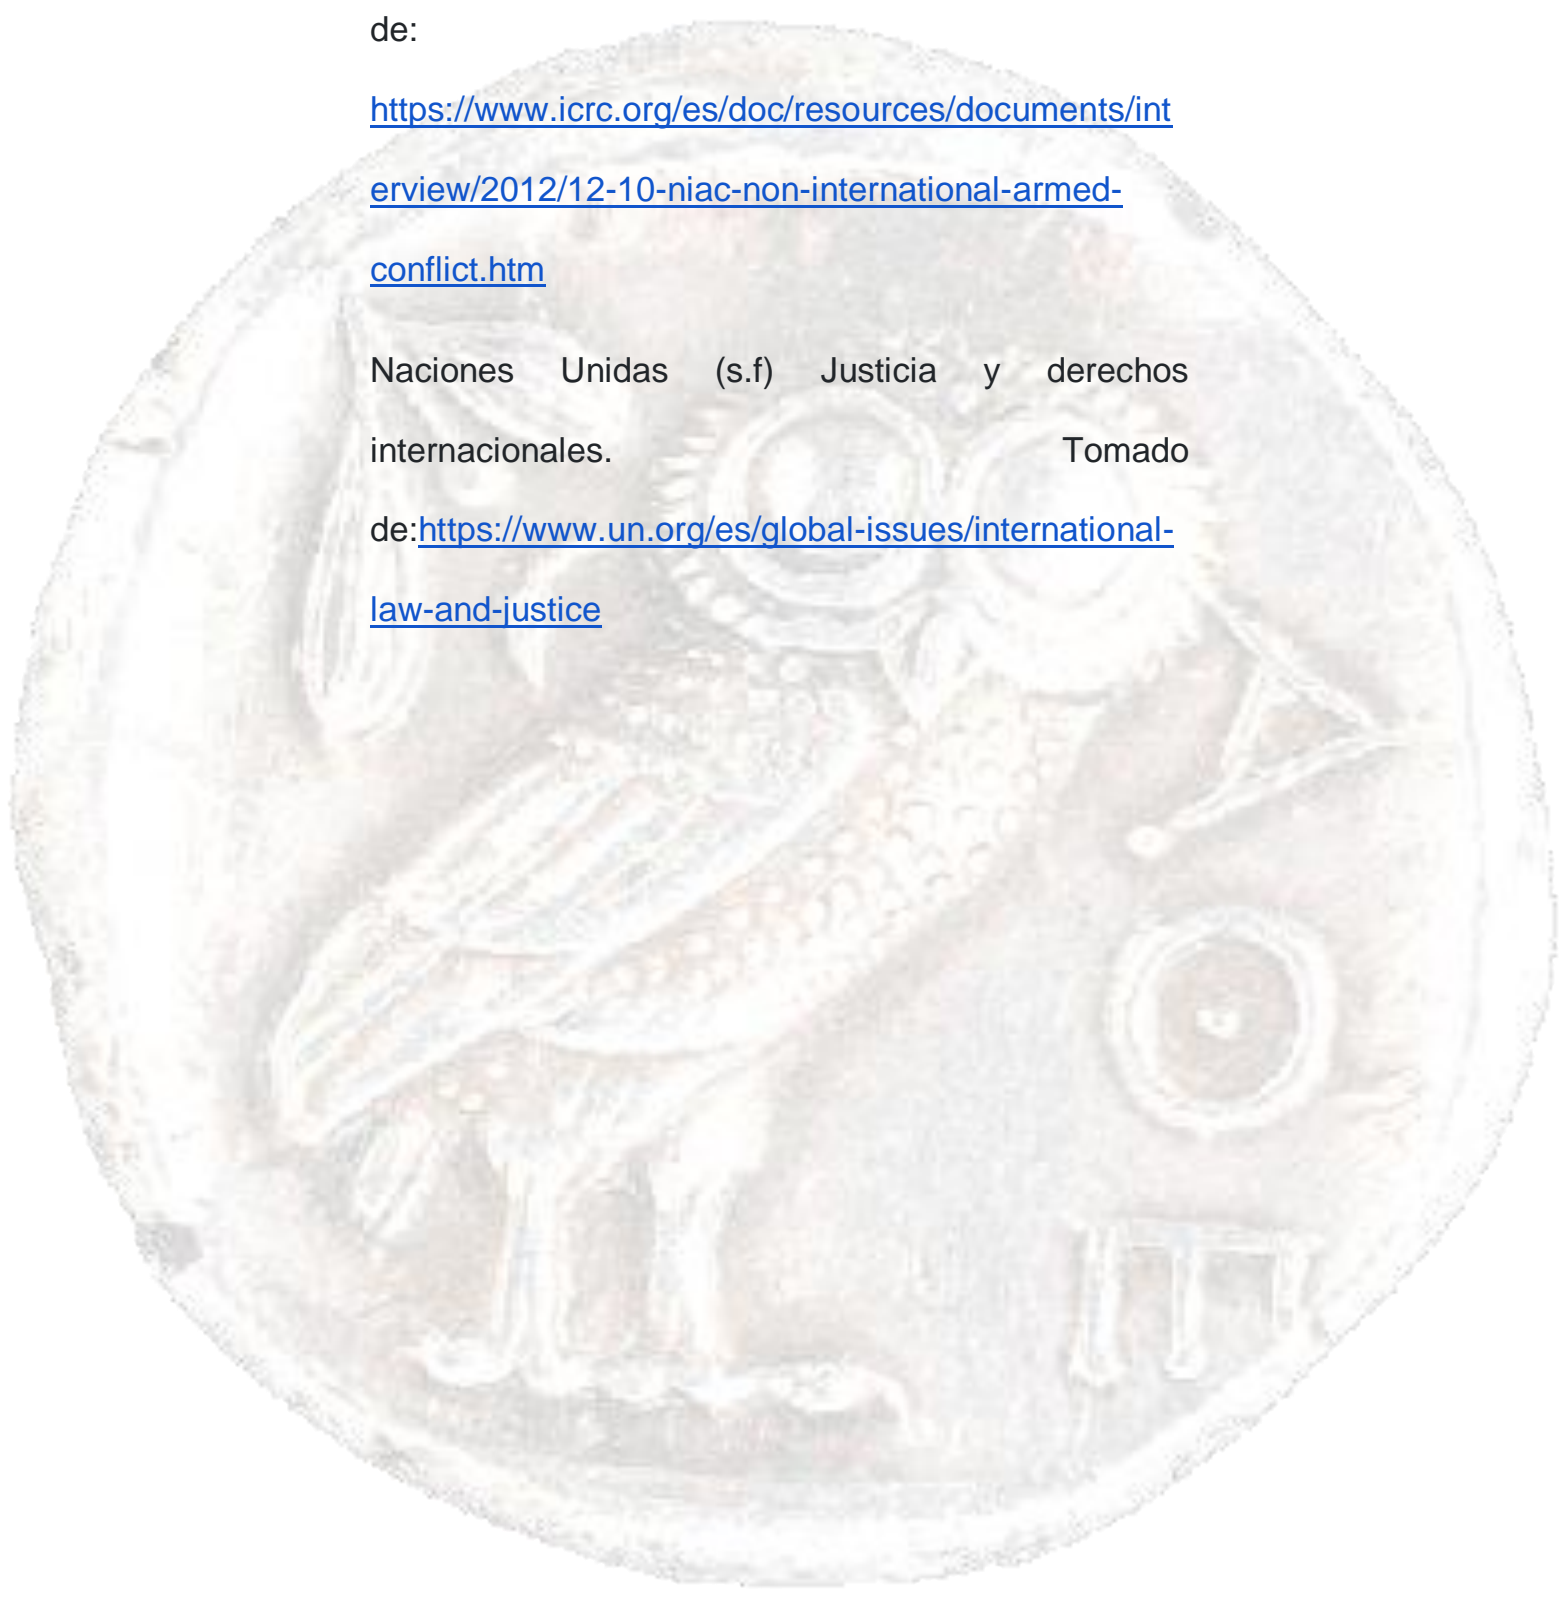 de:
https://www.icrc.org/es/doc/resources/documents/int
erview/2012/12-10-niac-non-international-armed-
conflict.htm
Naciones Unidas (s.f) Justicia y derechos
internacionales. Tomado
de:https://www.un.org/es/global-issues/international-
law-and-justice